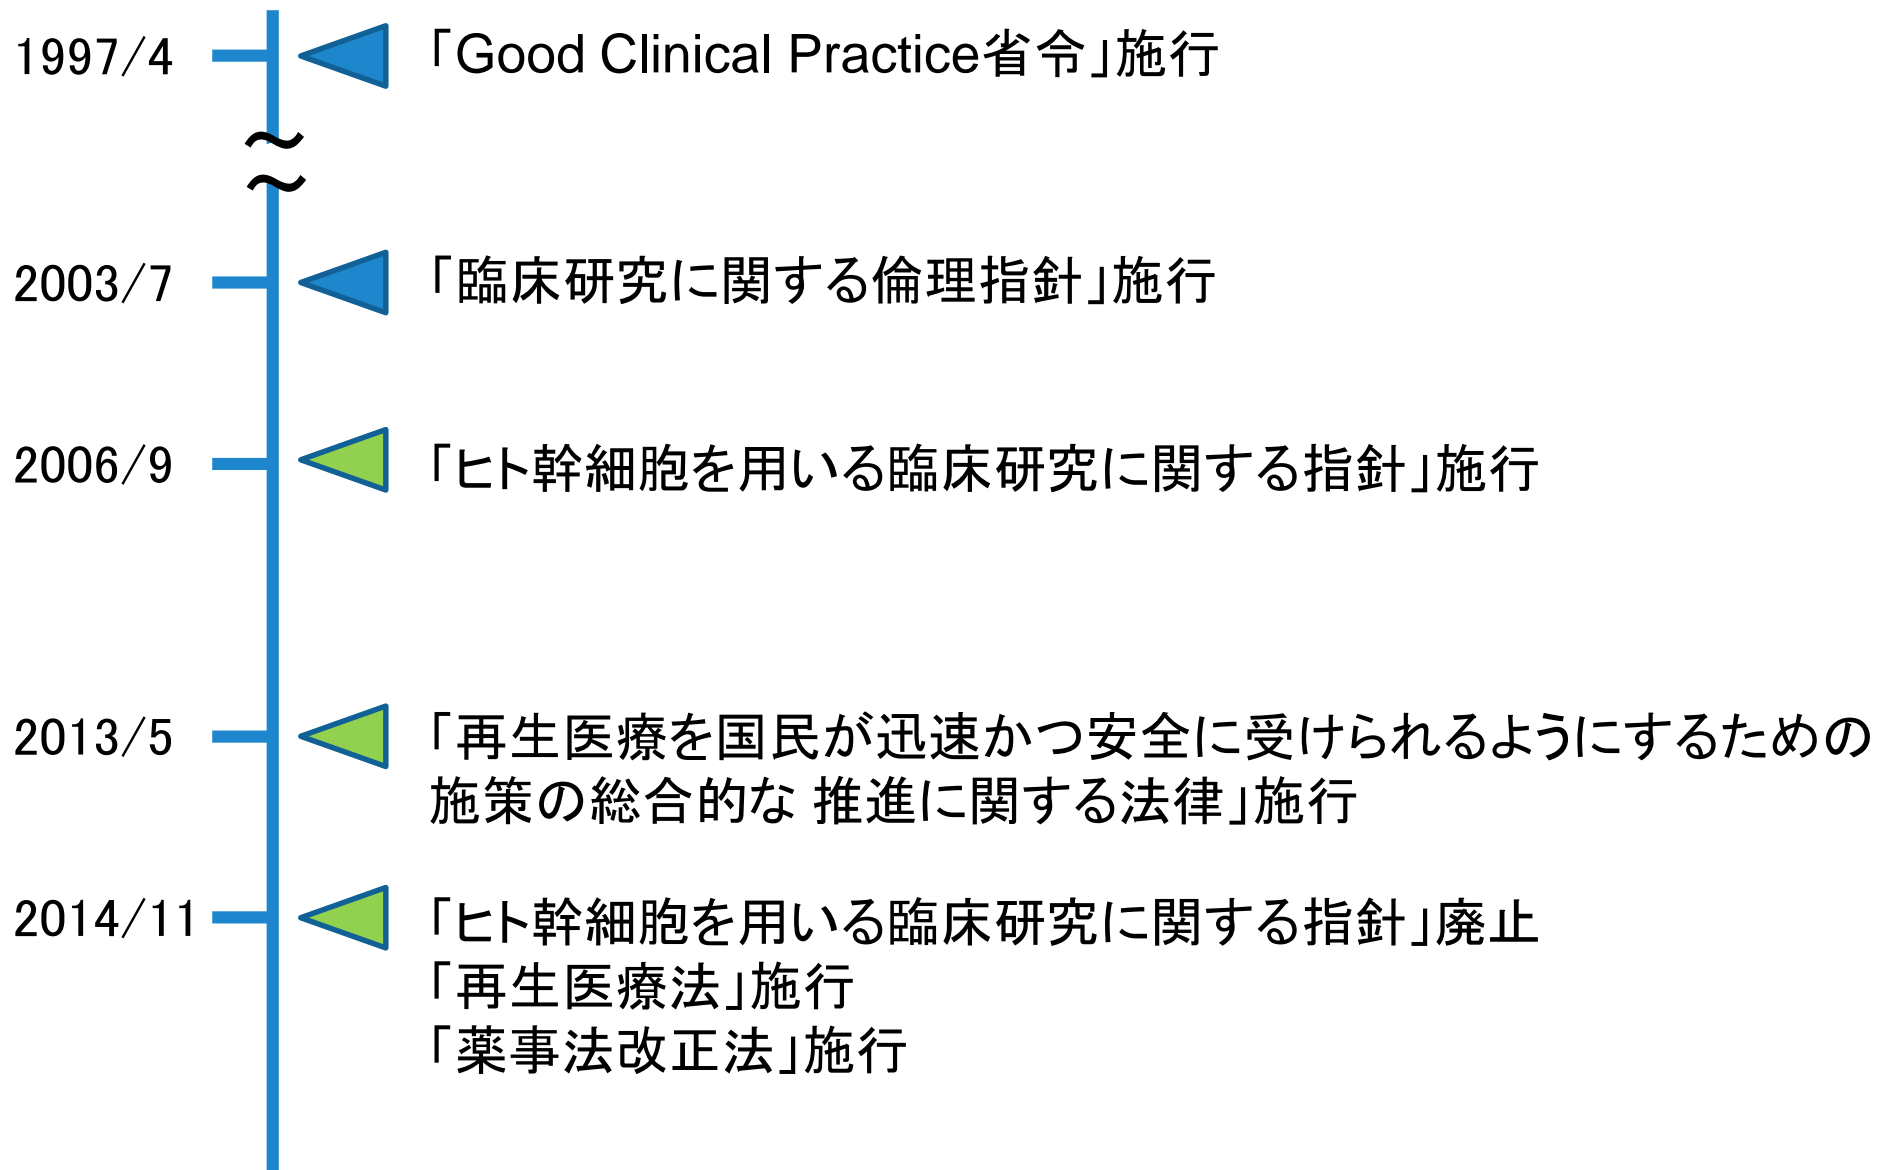 1997/4 「Good Clinical Practice省令」施行
2003/7 「臨床研究に関する倫理指針」施行
2006/9 「ヒト幹細胞を用いる臨床研究に関する指針」施行
2013/5 「再生医療を国民が迅速かつ安全に受けられるようにするための
施策の総合的な 推進に関する法律」施行
2014/11 「ヒト幹細胞を用いる臨床研究に関する指針」廃止
「再生医療法」施行
「薬事法改正法」施行